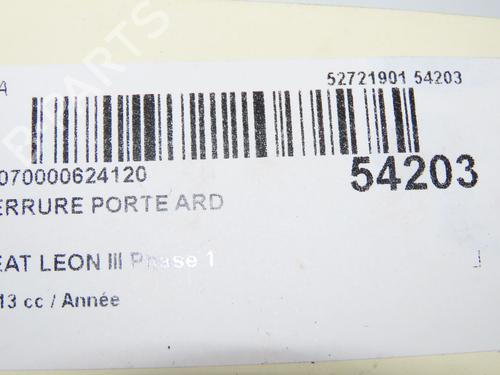 A
52721901 54203
070000624120
54203
ERRURE PORTE ARD
EAT LEON III Phase 1
13 cc / Année